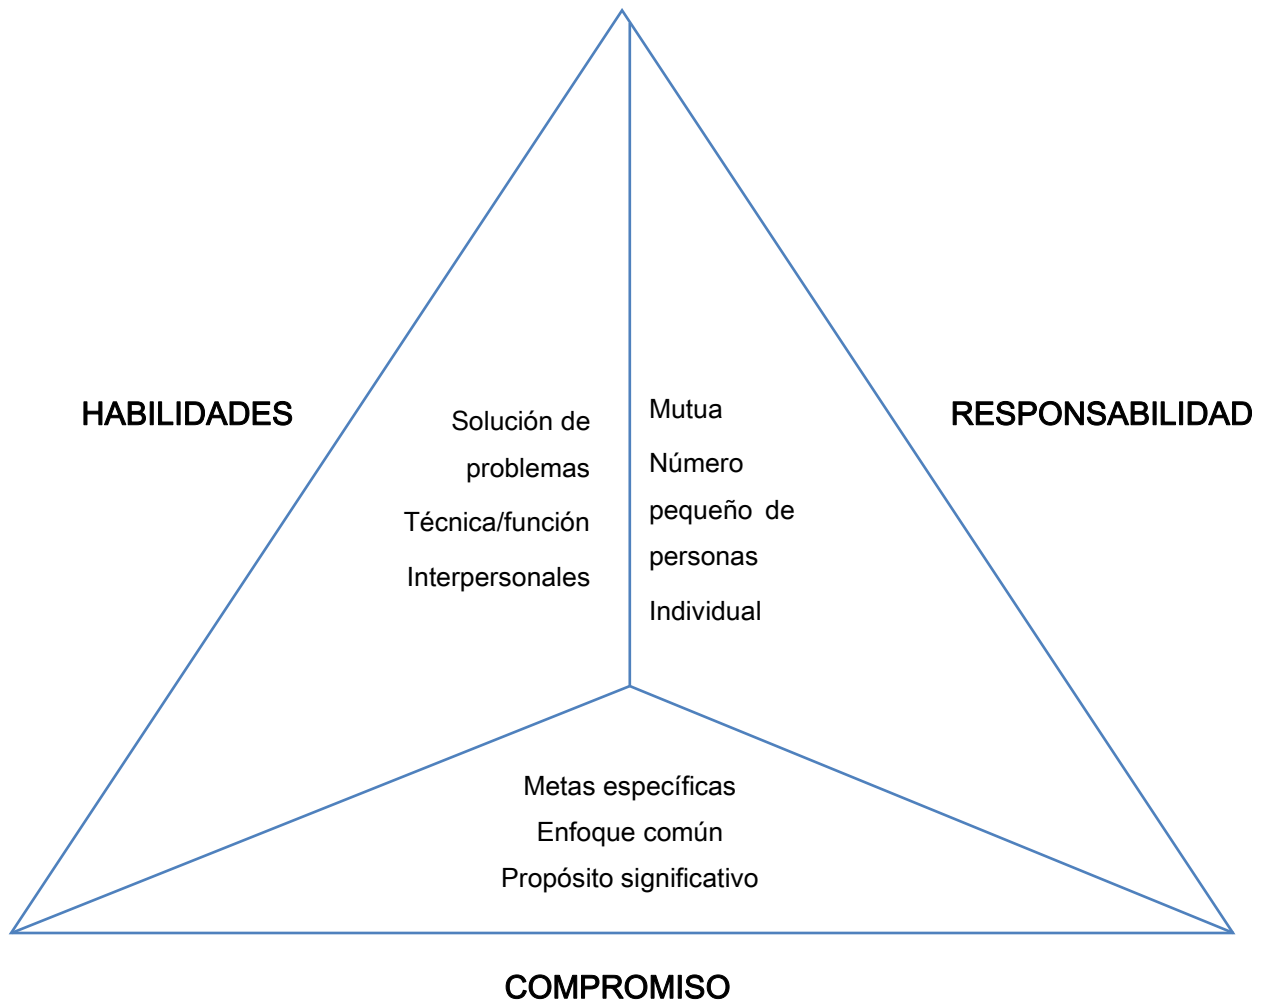 HABILIDADES
Solución de
problemas
Técnica/función
Interpersonales
Mutua
Número
pequeño de
personas
Individual
RESPONSABILIDAD
Metas específicas
Enfoque común
Propósito significativo
COMPROMISO